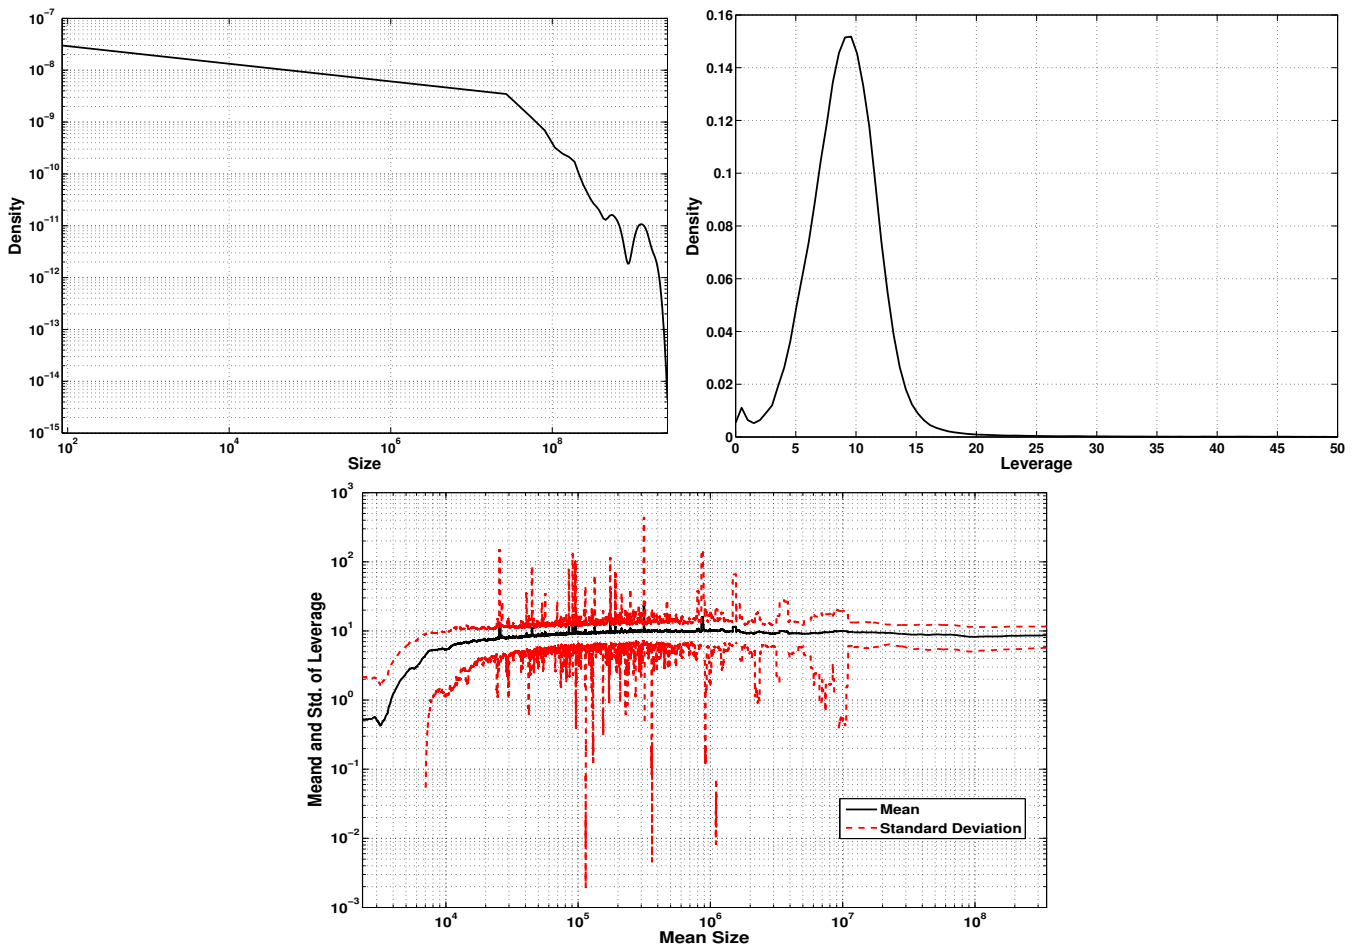 10^−7
10^−8
10^−9
10^−10
10^−11
10^−12
10^−13
10^−14
10^−15
Density
10^2 10^4 10^6 10^8
Size
0.16
0.14
0.12
0.1
0.08
0.06
0.04
0.02
0
Density
0 5 10 15 20 25 30 35 40 45 50
Leverage
10^3
10^2
10^1
10^0
10^−1
10^−2
10^−3
Meand and Std. of Leverage
Mean
Standard Deviation
10^4 10^5 10^6 10^7 10^8
Mean Size